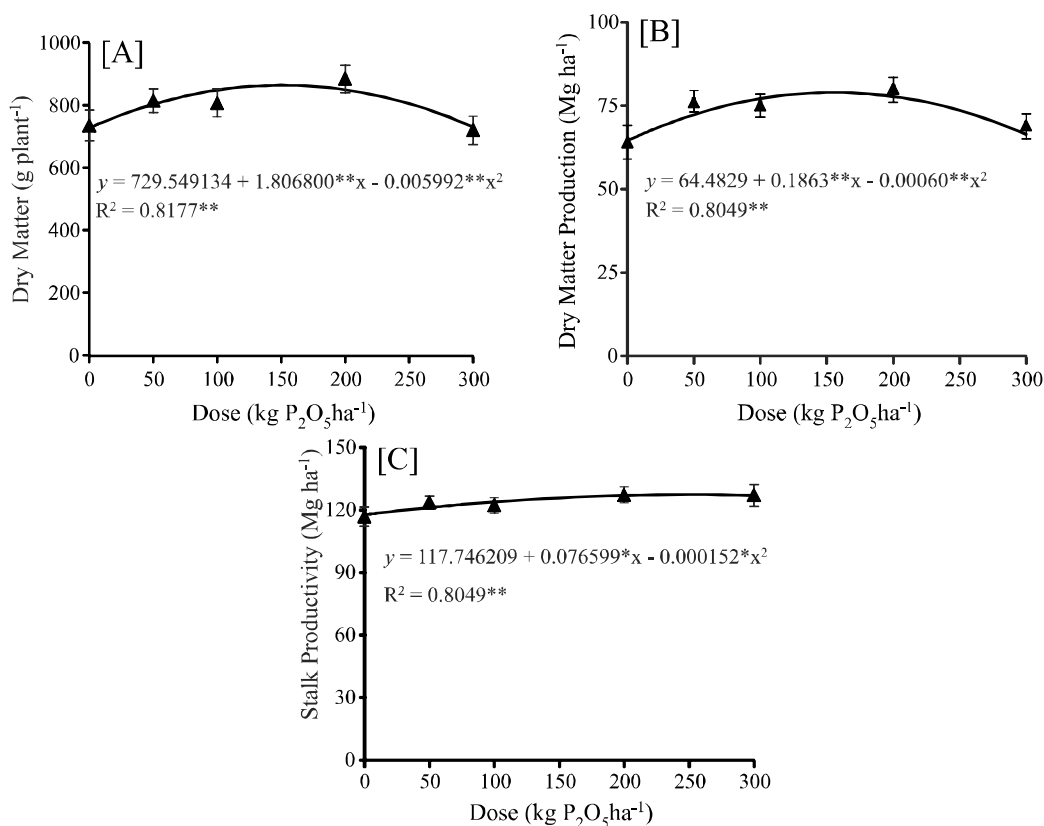 [A]
Dry Matter (g plant⁻¹)
1000
800
600
400
200
0
y = 729.549134 + 1.806800**x - 0.005992**x²
R² = 0.8177**
0 50 100 150 200 250 300
Dose (kg P₂O₅ha⁻¹)
[B]
Dry Matter Production (Mg ha⁻¹)
100
75
50
25
0
y = 64.4829 + 0.1863**x - 0.00060**x²
R² = 0.8049**
0 50 100 150 200 250 300
Dose (kg P₂O₅ha⁻¹)
[C]
Stalk Productivity (Mg ha⁻¹)
150
120
90
60
30
0
y = 117.746209 + 0.076599*x - 0.000152*x²
R² = 0.8049**
0 50 100 150 200 250 300
Dose (kg P₂O₅ha⁻¹)